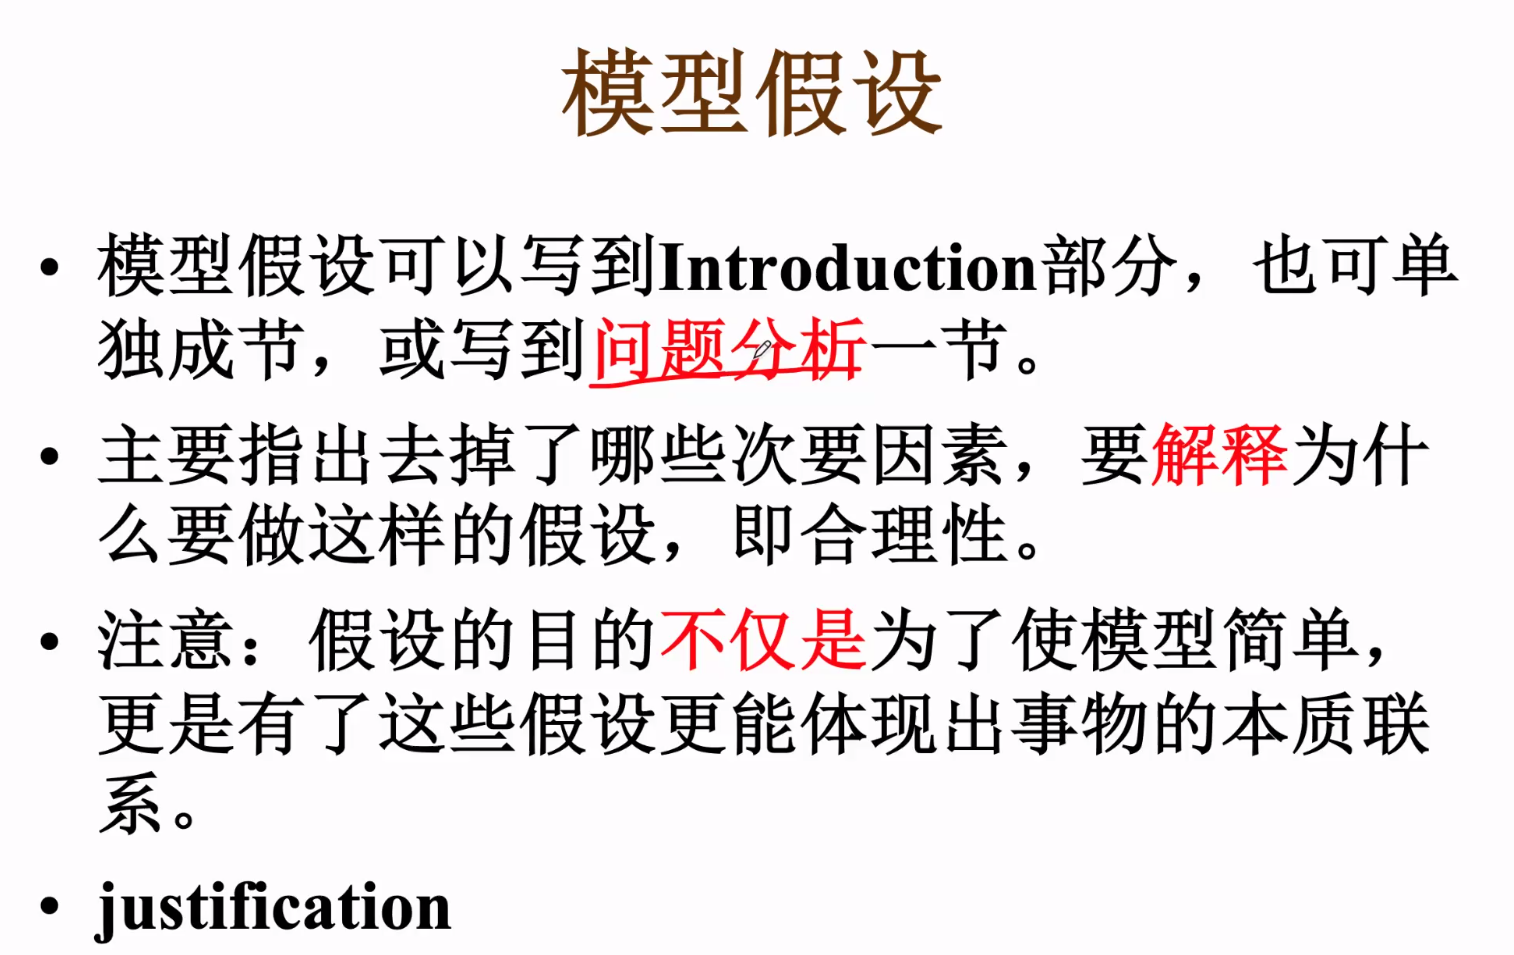 模型假设
• 模型假设可以写到Introduction部分，也可单
独成节，或写到问题分析一节。
• 主要指出去掉了哪些次要因素，要解释为什
么要做这样的假设，即合理性。
• 注意：假设的目的不仅是为了使模型简单，
更是有了这些假设更能体现出事物的本质联
系。
• justification